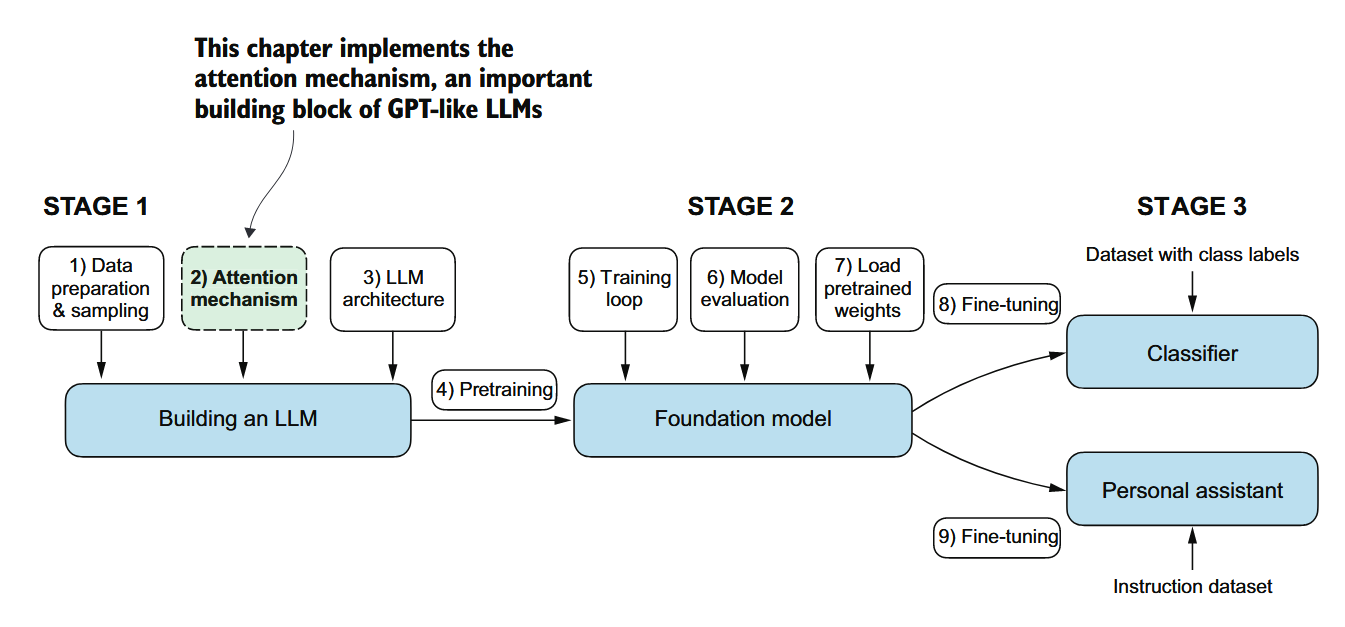 This chapter implements the
attention mechanism, an important
building block of GPT-like LLMs
STAGE 1
STAGE 2
STAGE 3
1) Data
preparation
& sampling
2) Attention
mechanism
3) LLM
architecture
5) Training
loop
6) Model
evaluation
7) Load
pretrained
weights
8) Fine-tuning
Dataset with class labels
Classifier
4) Pretraining
Building an LLM
Foundation model
Personal assistant
9) Fine-tuning
Instruction dataset